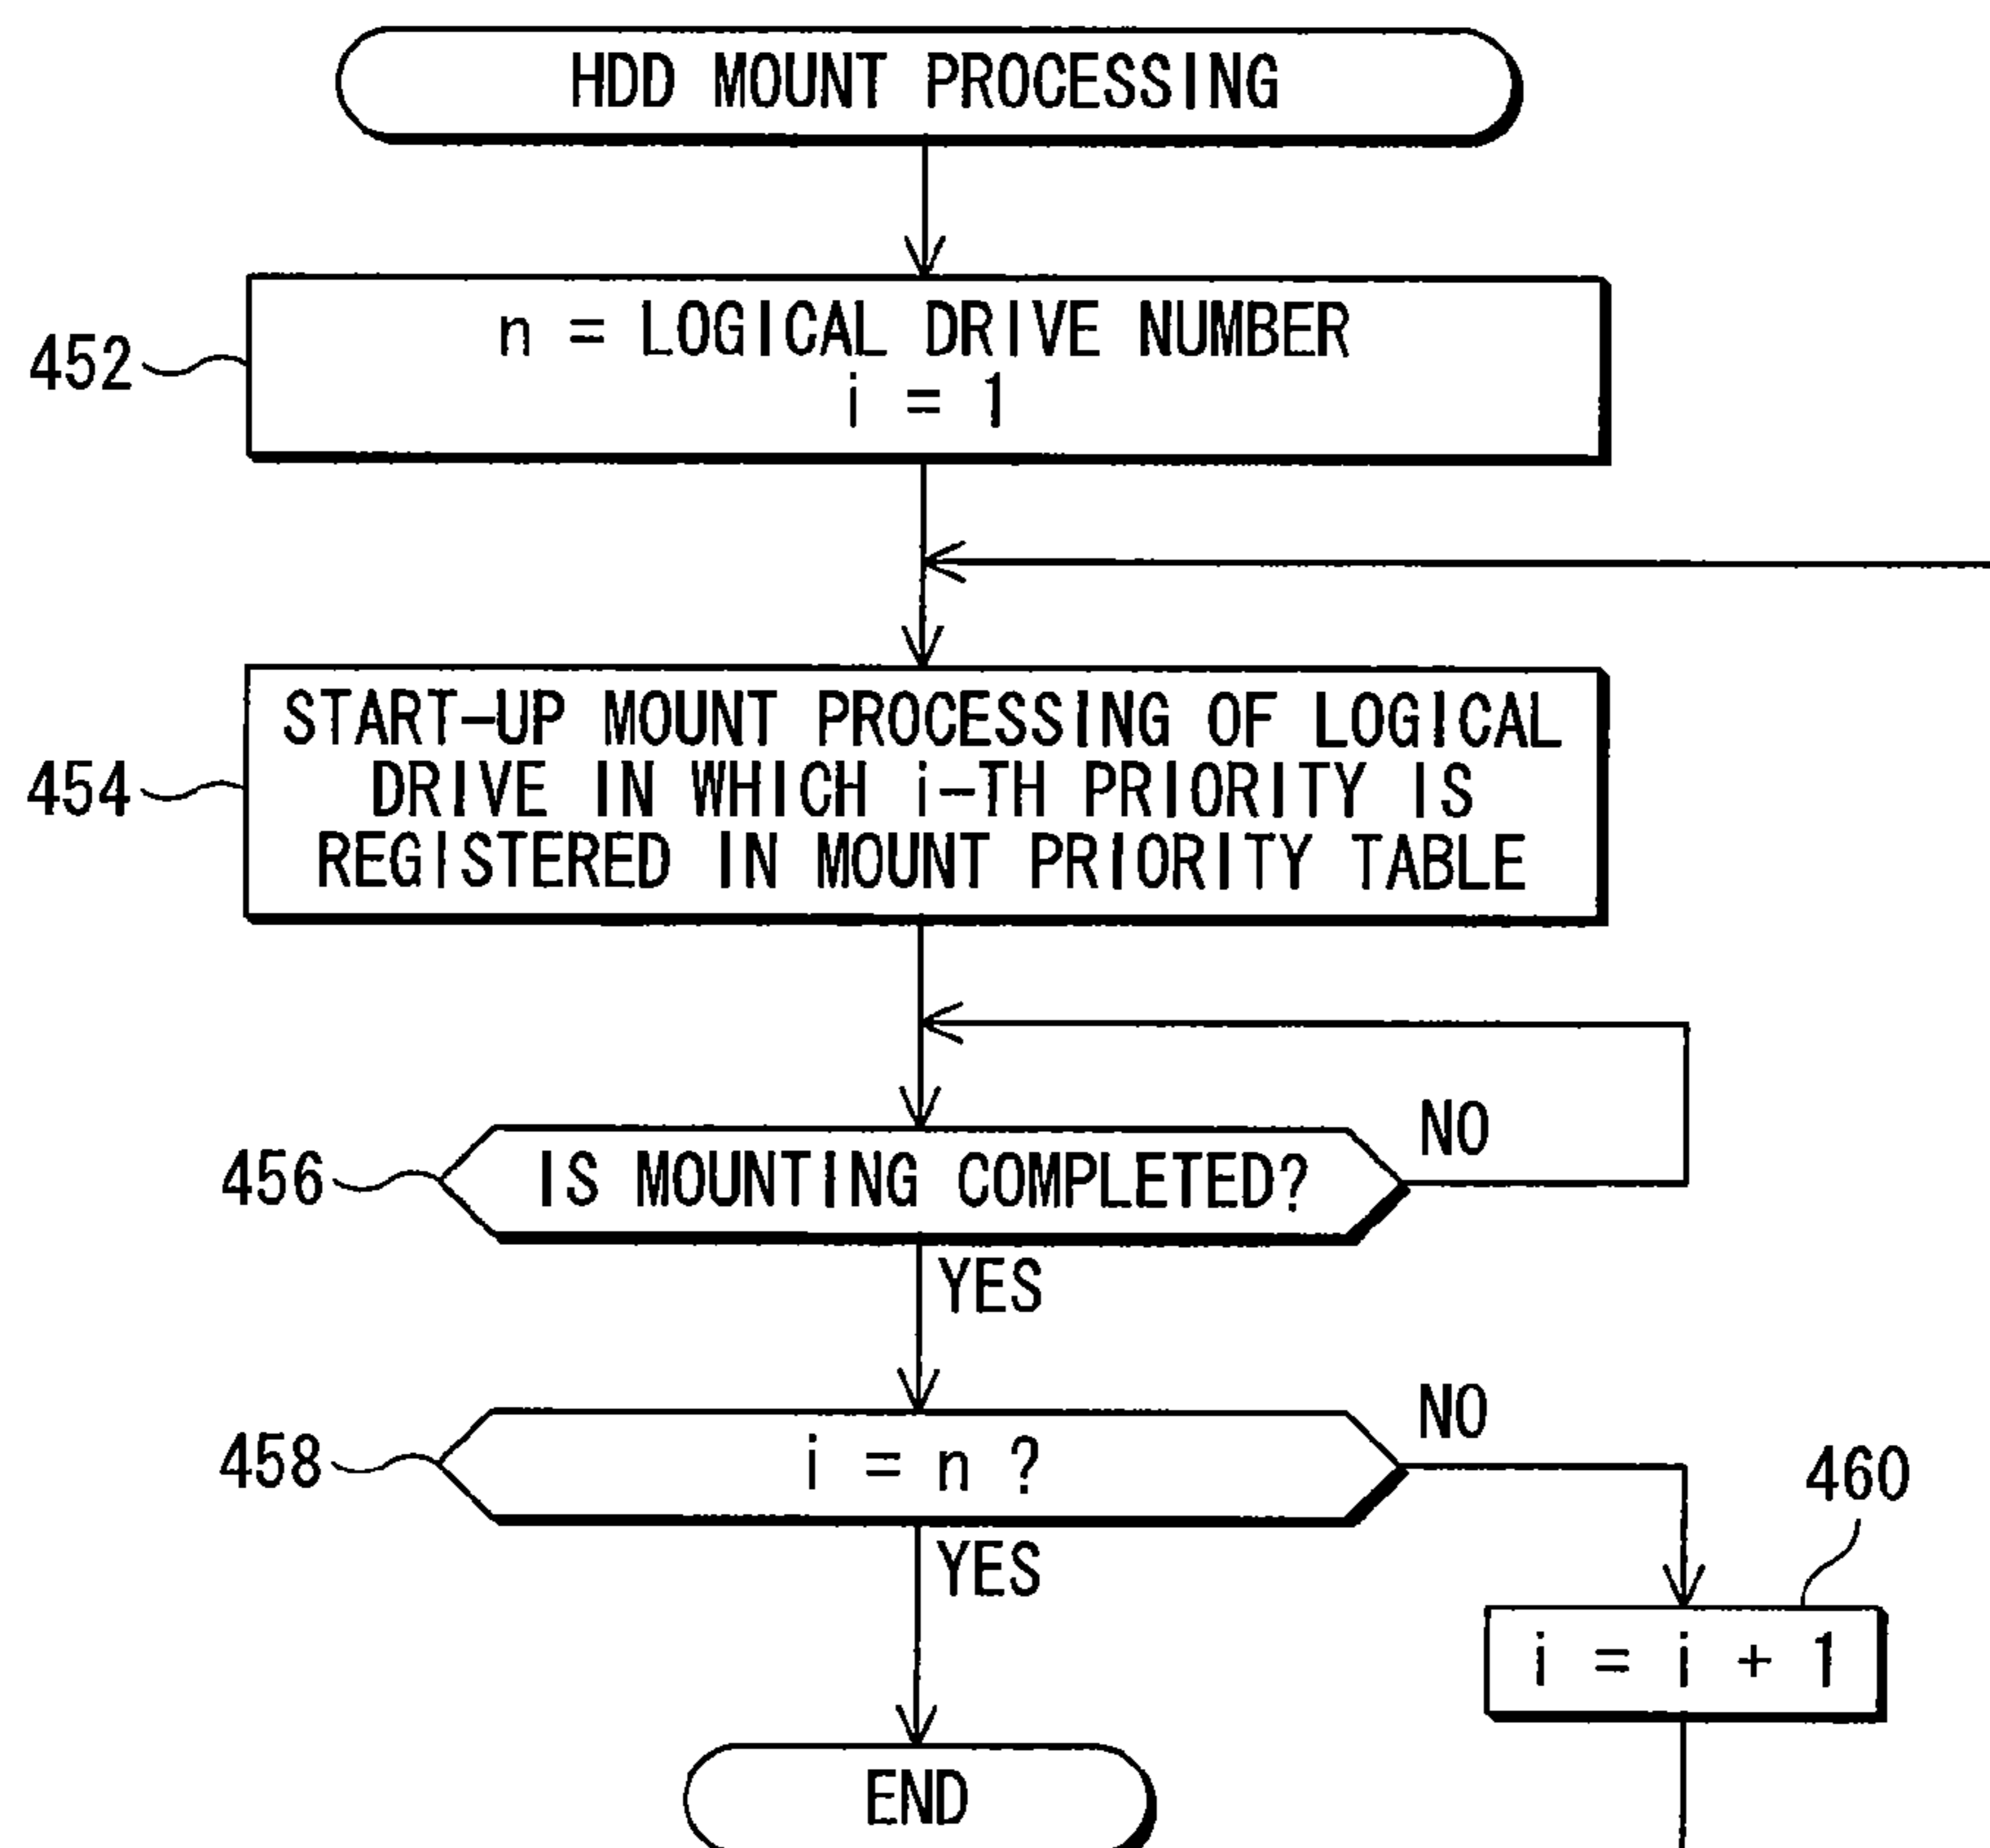 HDD MOUNT PROCESSING
452
n = LOGICAL DRIVE NUMBER
i = 1
454
START-UP MOUNT PROCESSING OF LOGICAL
DRIVE IN WHICH i-TH PRIORITY IS
REGISTERED IN MOUNT PRIORITY TABLE
456
IS MOUNTING COMPLETED?
NO
YES
458
i = n ?
NO
460
YES
i = i + 1
END